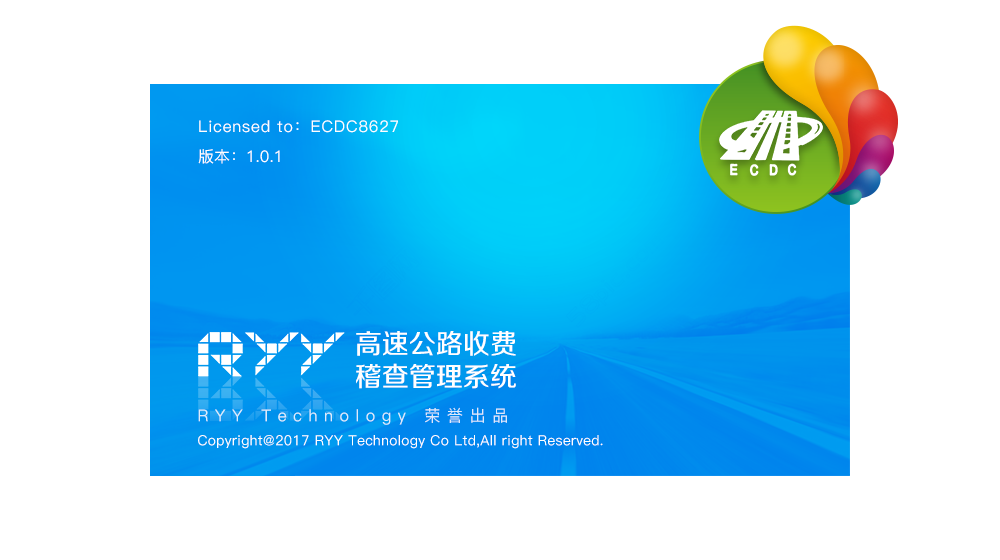 Licensed to：ECDC8627
版本：1.0.1
ECDC
RYY
高速公路收费
稽查管理系统
RYY Technology 荣誉出品
Copyright@2017 RYY Technology Co Ltd,All right Reserved.